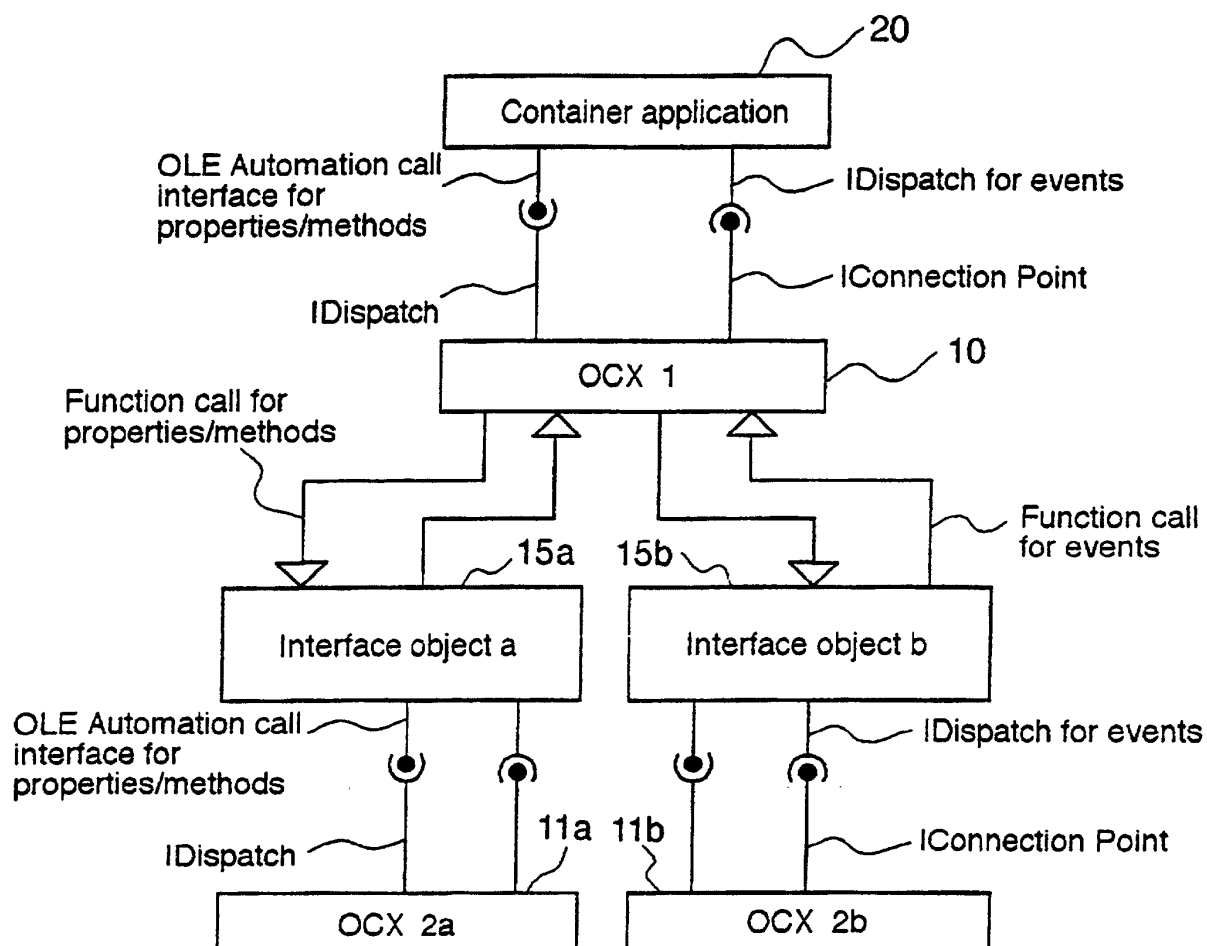 20
Container application
OLE Automation call
interface for
properties/methods
IDispatch for events
IConnection Point
IDispatch
10
OCX 1
Function call for
properties/methods
Function call
for events
15a
15b
Interface object a
Interface object b
OLE Automation call
interface for
properties/methods
IDispatch for events
11a
11b
IDispatch
IConnection Point
OCX 2a
OCX 2b